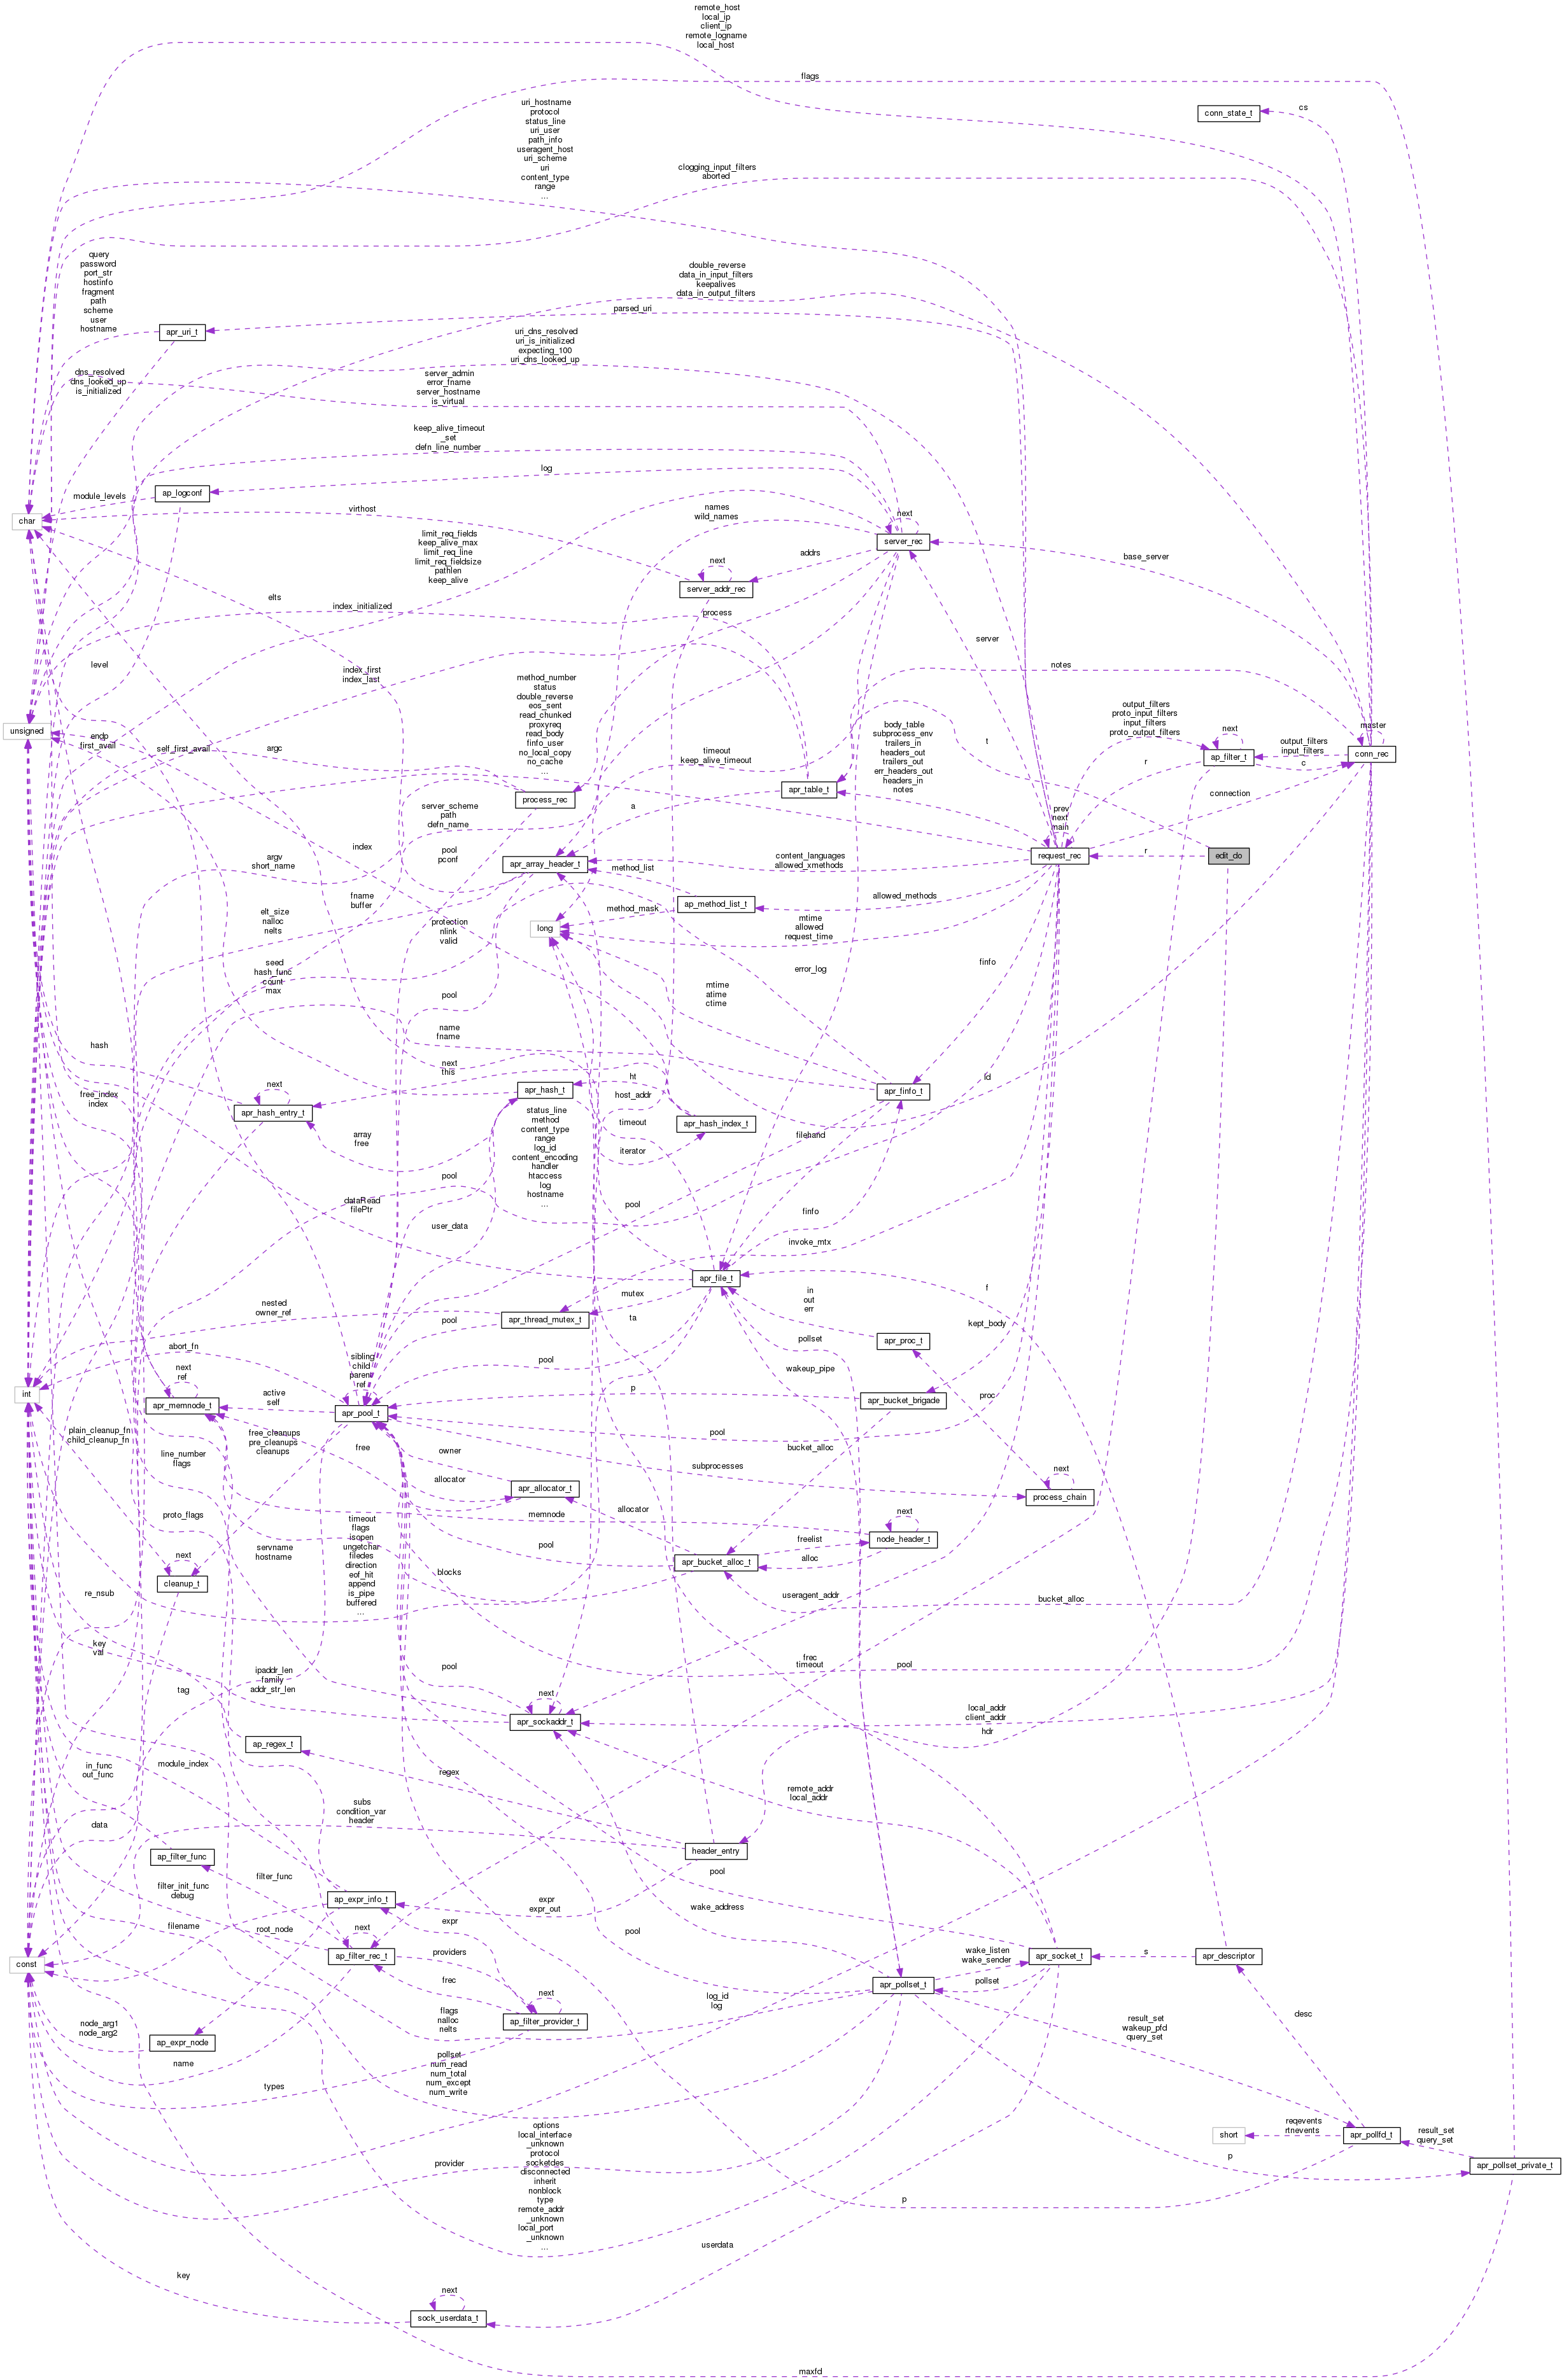 remote_host
local_ip
client_ip
remote_logname
local_host
flags
cs
conn_state_t
uri_hostname
protocol
status_line
uri_user
path_info
useragent_host
uri_scheme
uri
content_type
range
...
clogging_input_filters
aborted
query
password
port_str
hostinfo
fragment
path
scheme
user
hostname
double_reverse
data_in_input_filters
keepalives
data_in_output_filters
parsed_uri
apr_uri_t
uri_dns_resolved
uri_is_initialized
expecting_100
uri_dns_looked_up
dns_resolved
dns_looked_up
is_initialized
server_admin
error_fname
server_hostname
is_virtual
keep_alive_timeout
_set
defn_line_number
log
ap_logconf
module_levels
char
virthost
names
wild_names
next
server_rec
base_server
limit_req_fields
keep_alive_max
limit_req_line
limit_req_fieldsize
pathlen
keep_alive
addrs
next
server_addr_rec
elts
index_initialized
process
server
level
index_first
index_last
notes
unsigned
endp
first_avail
self_first_avail
argc
method_number
status
double_reverse
eos_sent
read_chunked
proxyreq
read_body
finfo_user
no_local_copy
no_cache
...
timeout
keep_alive_timeout
body_table
subprocess_env
trailers_in
headers_out
trailers_out
err_headers_out
headers_in
notes
t
output_filters
proto_input_filters
input_filters
proto_output_filters
next
ap_filter_t
output_filters
input_filters
c
master
conn_rec
r
connection
process_rec
apr_table_t
a
server_scheme
path
defn_name
pool
pconf
index
argv
short_name
fname
buffer
apr_array_header_t
content_languages
allowed_xmethods
prev
next
main
request_rec
r
edit_do
method_list
ap_method_list_t
allowed_methods
method_mask
long
mtime
allowed
request_time
elt_size
nalloc
nelts
protection
nlink
valid
seed
hash_func
count
max
error_log
finfo
pool
mtime
atime
ctime
name
fname
hash
next
this
id
apr_finfo_t
ht
apr_hash_t
next
apr_hash_entry_t
free_index
index
host_addr
apr_hash_index_t
status_line
method
content_type
range
log_id
content_encoding
handler
htaccess
log
hostname
...
timeout
filehand
array
free
iterator
pool
dataRead
filePtr
pool
user_data
finfo
invoke_mtx
apr_file_t
in
out
err
f
mutex
nested
owner_ref
apr_thread_mutex_t
pool
ta
kept_body
apr_proc_t
abort_fn
pollset
sibling
child
parent
ref
pool
wakeup_pipe
next
ref
int
apr_memnode_t
active
self
apr_pool_t
p
apr_bucket_brigade
proc
plain_cleanup_fn
child_cleanup_fn
free_cleanups
pre_cleanups
cleanups
pool
free
owner
bucket_alloc
subprocesses
next
process_chain
line_number
flags
allocator
apr_allocator_t
allocator
memnode
next
node_header_t
proto_flags
timeout
flags
isopen
ungetchar
filedes
direction
eof_hit
append
is_pipe
buffered
...
servname
hostname
pool
freelist
apr_bucket_alloc_t
alloc
next
cleanup_t
re_nsub
blocks
useragent_addr
bucket_alloc
key
val
ipaddr_len
family
addr_str_len
pool
frec
timeout
pool
tag
next
apr_sockaddr_t
local_addr
client_addr
hdr
ap_regex_t
in_func
out_func
module_index
regex
remote_addr
local_addr
subs
condition_var
header
data
header_entry
ap_filter_func
filter_func
pool
filter_init_func
debug
ap_expr_info_t
expr
expr_out
wake_address
filename
root_node
expr
next
ap_filter_rec_t
providers
pool
wake_listen
wake_sender
apr_socket_t
s
apr_descriptor
const
frec
next
ap_filter_provider_t
apr_pollset_t
pollset
log_id
log
flags
nalloc
nelts
node_arg1
node_arg2
ap_expr_node
name
types
pollset
num_read
num_total
num_except
num_write
result_set
wakeup_pfd
query_set
desc
short
reqevents
rtnevents
apr_pollfd_t
result_set
query_set
apr_pollset_private_t
options
local_interface
_unknown
protocol
socketdes
disconnected
inherit
nonblock
type
remote_addr
_unknown
local_port
_unknown
...
provider
p
p
userdata
key
next
sock_userdata_t
maxfd